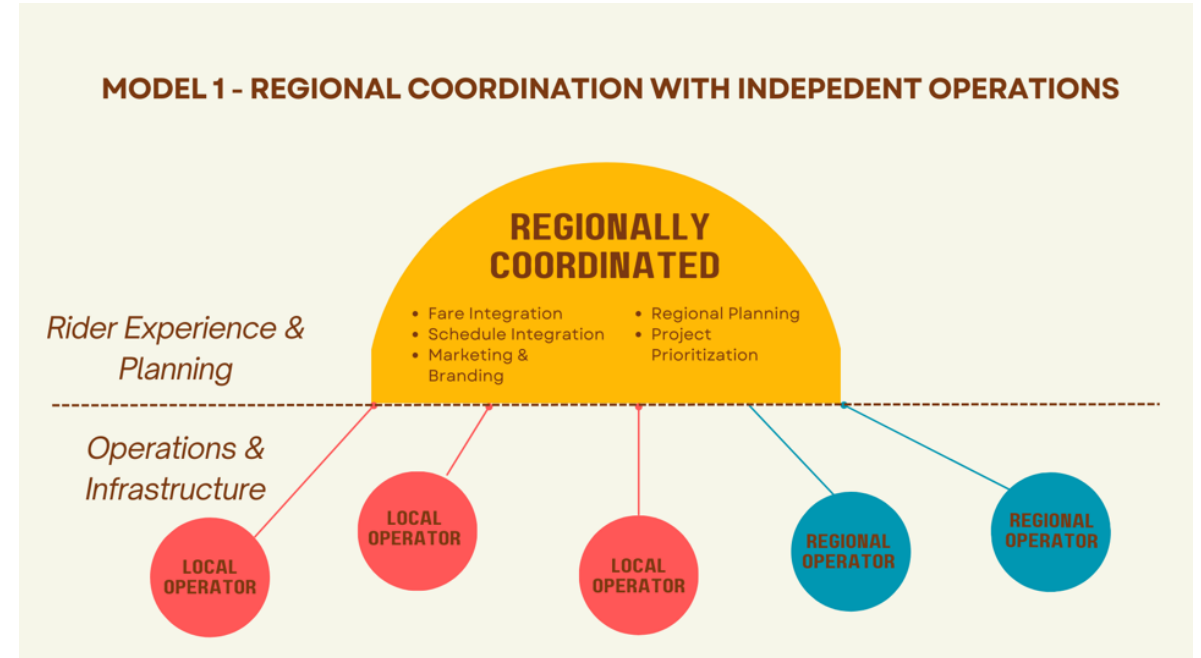 MODEL 1 - REGIONAL COORDINATION WITH INDEPEDENT OPERATIONS
REGIONALLY
COORDINATED
• Fare Integration
• Schedule Integration
• Marketing &
Branding
• Regional Planning
• Project
Prioritization
Rider Experience &
Planning
Operations &
Infrastructure
LOCAL
OPERATOR
LOCAL
OPERATOR
LOCAL
OPERATOR
REGIONAL
OPERATOR
REGIONAL
OPERATOR